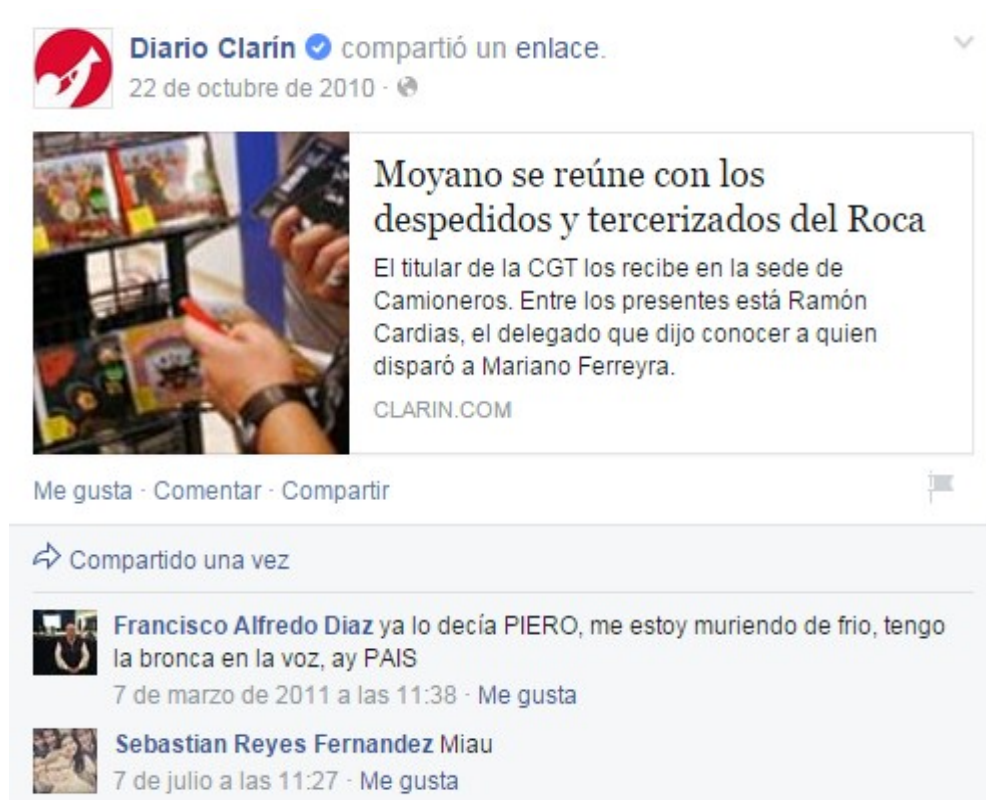 Diario Clarín compartió un enlace.
22 de octubre de 2010 ·
Moyano se reúne con los
despedidos y tercerizados del Roca
El titular de la CGT los recibe en la sede de
Camioneros. Entre los presentes está Ramón
Cardias, el delegado que dijo conocer a quien
disparó a Mariano Ferreyra.
CLARIN.COM
Me gusta · Comentar · Compartir
Compartido una vez
Francisco Alfredo Diaz ya lo decía PIERO, me estoy muriendo de frio, tengo
la bronca en la voz, ay PAIS
7 de marzo de 2011 a las 11:38 · Me gusta
Sebastian Reyes Fernandez Miau
7 de julio a las 11:27 · Me gusta